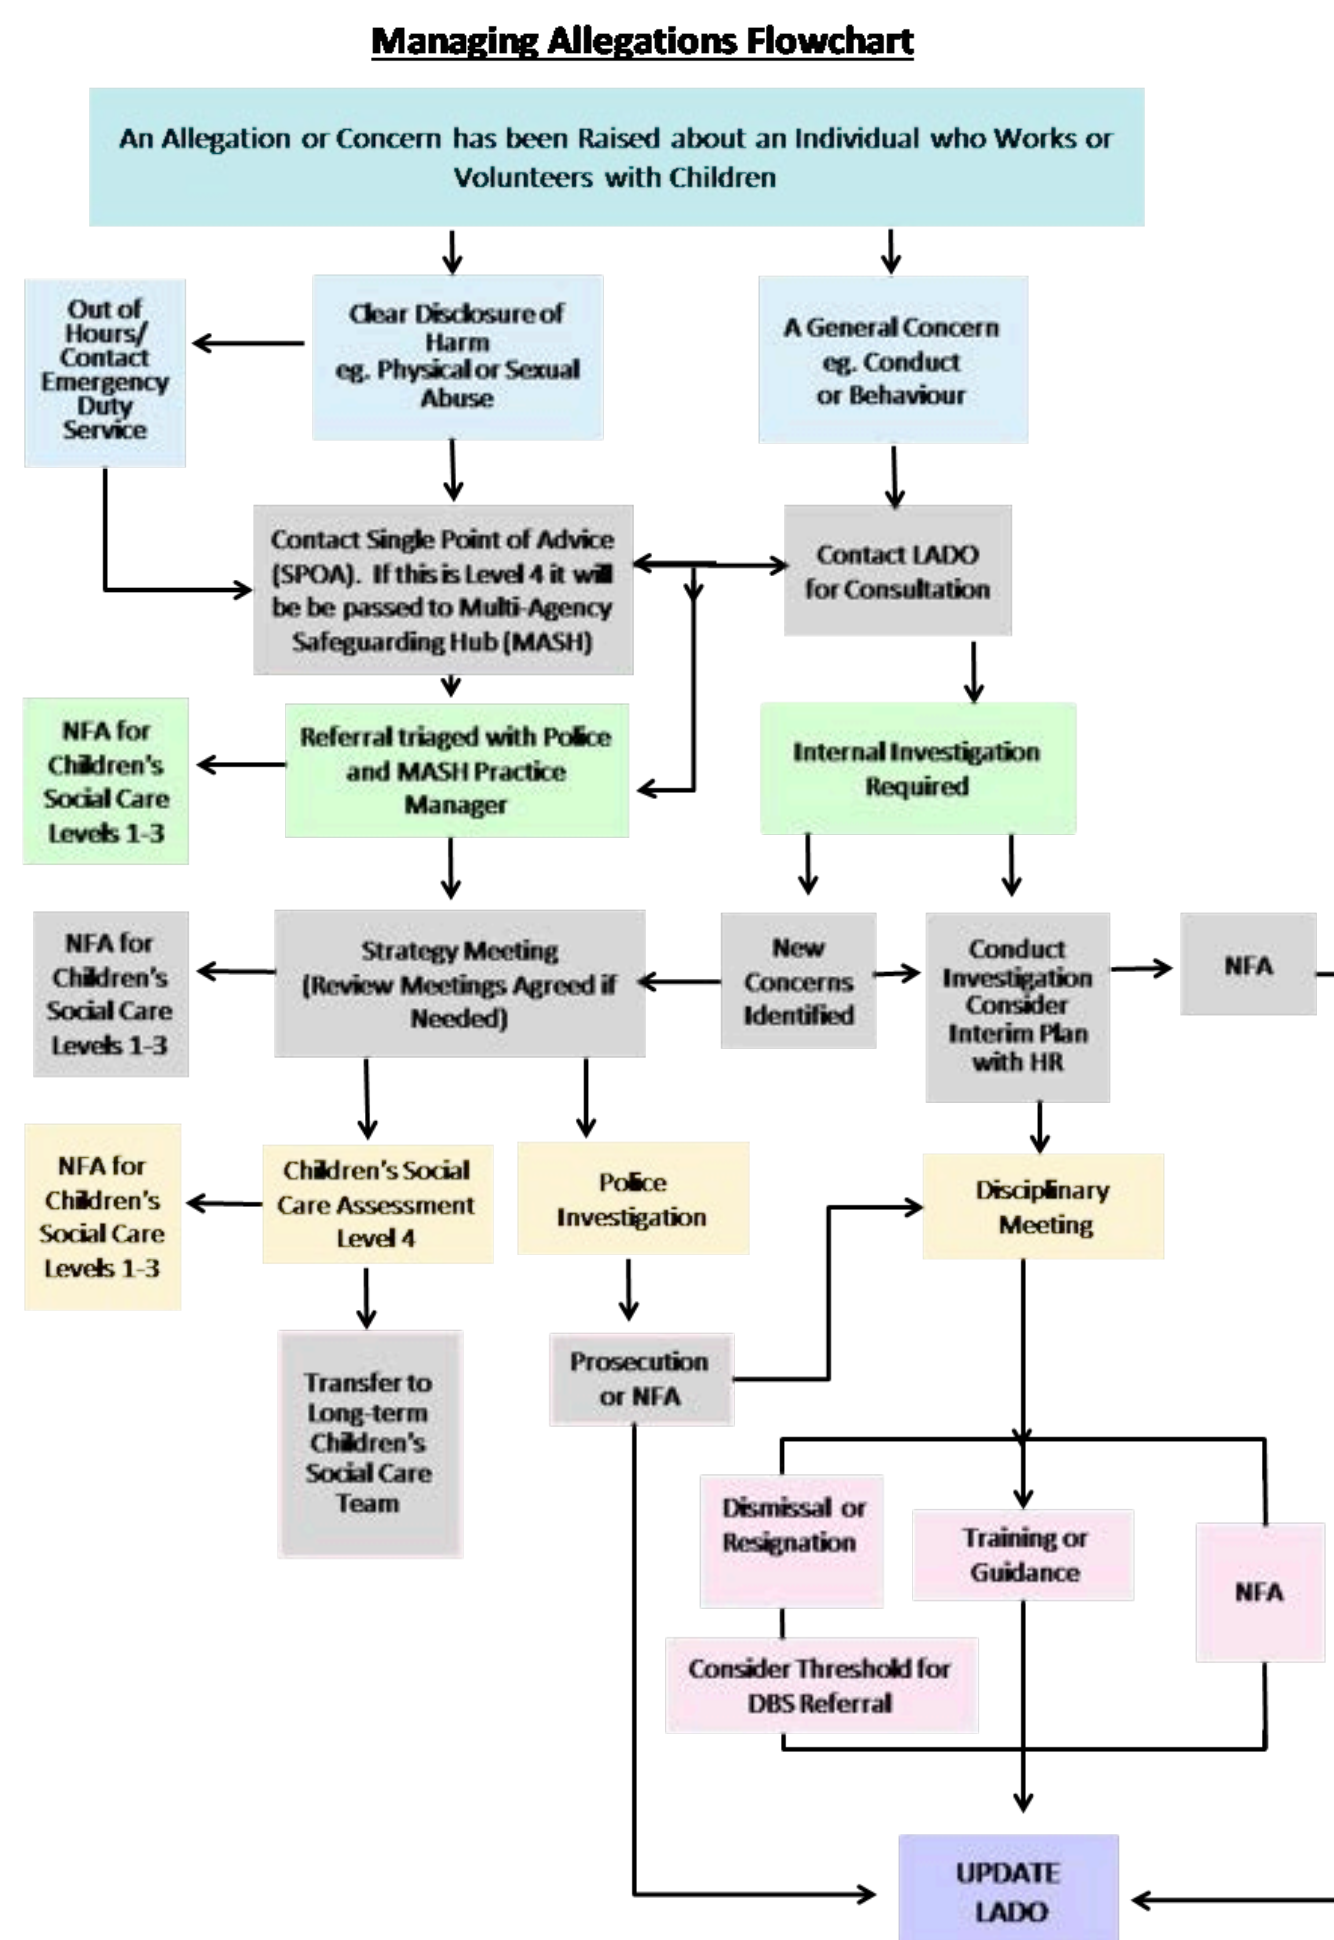 Managing Allegations Flowchart
An Allegation or Concern has been Raised about an Individual who Works or
Volunteers with Children
Out of
Hours/
Contact
Emergency
Duty
Service
Clear Disclosure of
Harm
eg. Physical or Sexual
Abuse
A General Concern
eg. Conduct
or Behaviour
Contact Single Point of Advice
(SPOA). If this is Level 4 it will
be be passed to Multi-Agency
Safeguarding Hub (MASH)
Contact LADO
for Consultation
NFA for
Children's
Social Care
Levels 1-3
Referral triaged with Police
and MASH Practice
Manager
Internal Investigation
Required
NFA for
Children's
Social Care
Levels 1-3
Strategy Meeting
(Review Meetings Agreed if
Needed)
New
Concerns
Identified
Conduct
Investigation
Consider
Interim Plan
with HR
NFA
NFA for
Children's
Social Care
Levels 1-3
Children's Social
Care Assessment
Level 4
Police
Investigation
Disciplinary
Meeting
Transfer to
Long-term
Children's
Social Care
Team
Prosecution
or NFA
Dismissal or
Resignation
Training or
Guidance
NFA
Consider Threshold for
DBS Referral
UPDATE
LADO